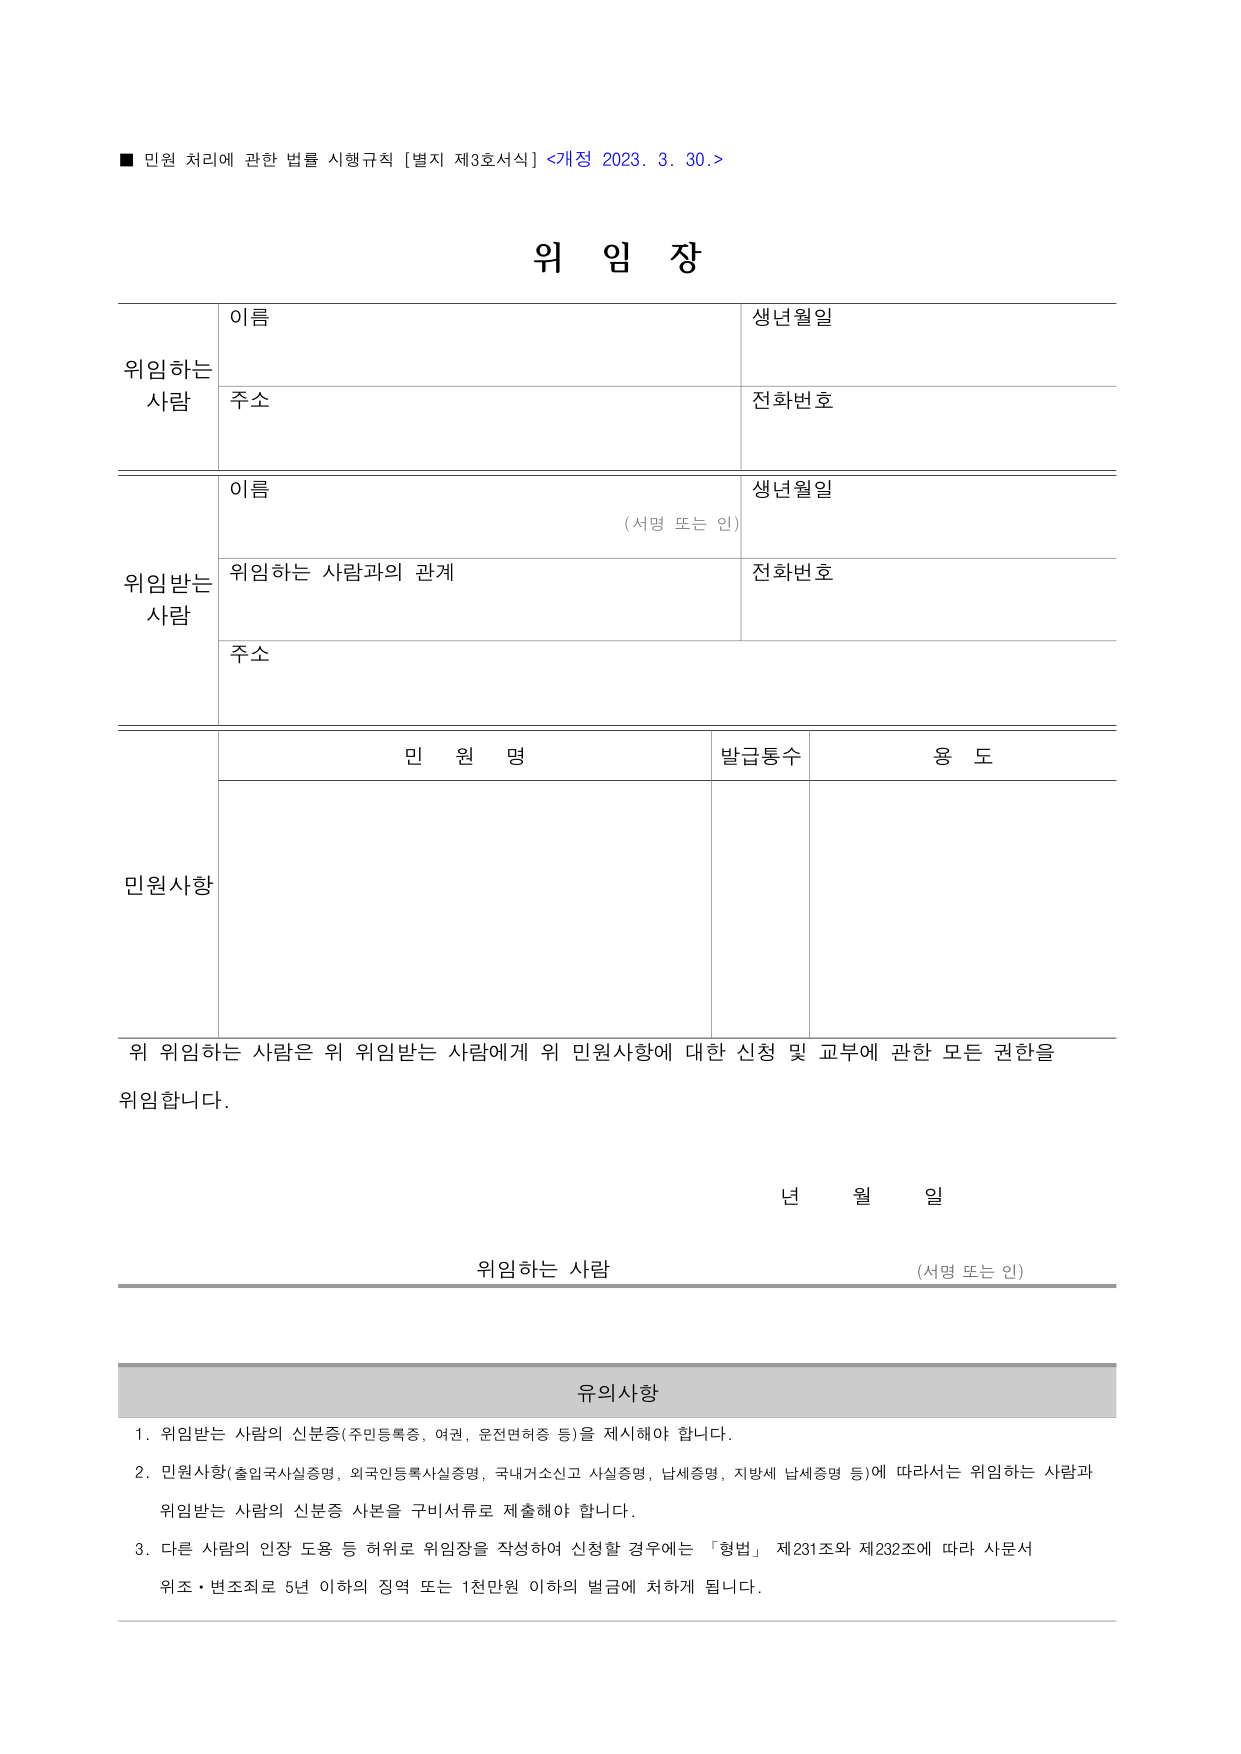 ■ 민원 처리에 관한 법률 시행규칙 [별지 제3호서식] <개정 2023. 3. 30.>
위 임 장
위임하는 사람
이름
생년월일
주소
전화번호
위임받는 사람
이름
(서명 또는 인)
생년월일
위임하는 사람과의 관계
전화번호
주소
민원사항
민 원 명
발급통수
용 도
위 위임하는 사람은 위 위임받는 사람에게 위 민원사항에 대한 신청 및 교부에 관한 모든 권한을
위임합니다.
년 월 일
위임하는 사람 (서명 또는 인)
유의사항
1. 위임받는 사람의 신분증(주민등록증, 여권, 운전면허증 등)을 제시해야 합니다.
2. 민원사항(출입국사실증명, 외국인등록사실증명, 국내거소신고 사실증명, 납세증명, 지방세 납세증명 등)에 따라서는 위임하는 사람과
위임받는 사람의 신분증 사본을 구비서류로 제출해야 합니다.
3. 다른 사람의 인장 도용 등 허위로 위임장을 작성하여 신청할 경우에는 「형법」 제231조와 제232조에 따라 사문서
위조·변조죄로 5년 이하의 징역 또는 1천만원 이하의 벌금에 처하게 됩니다.